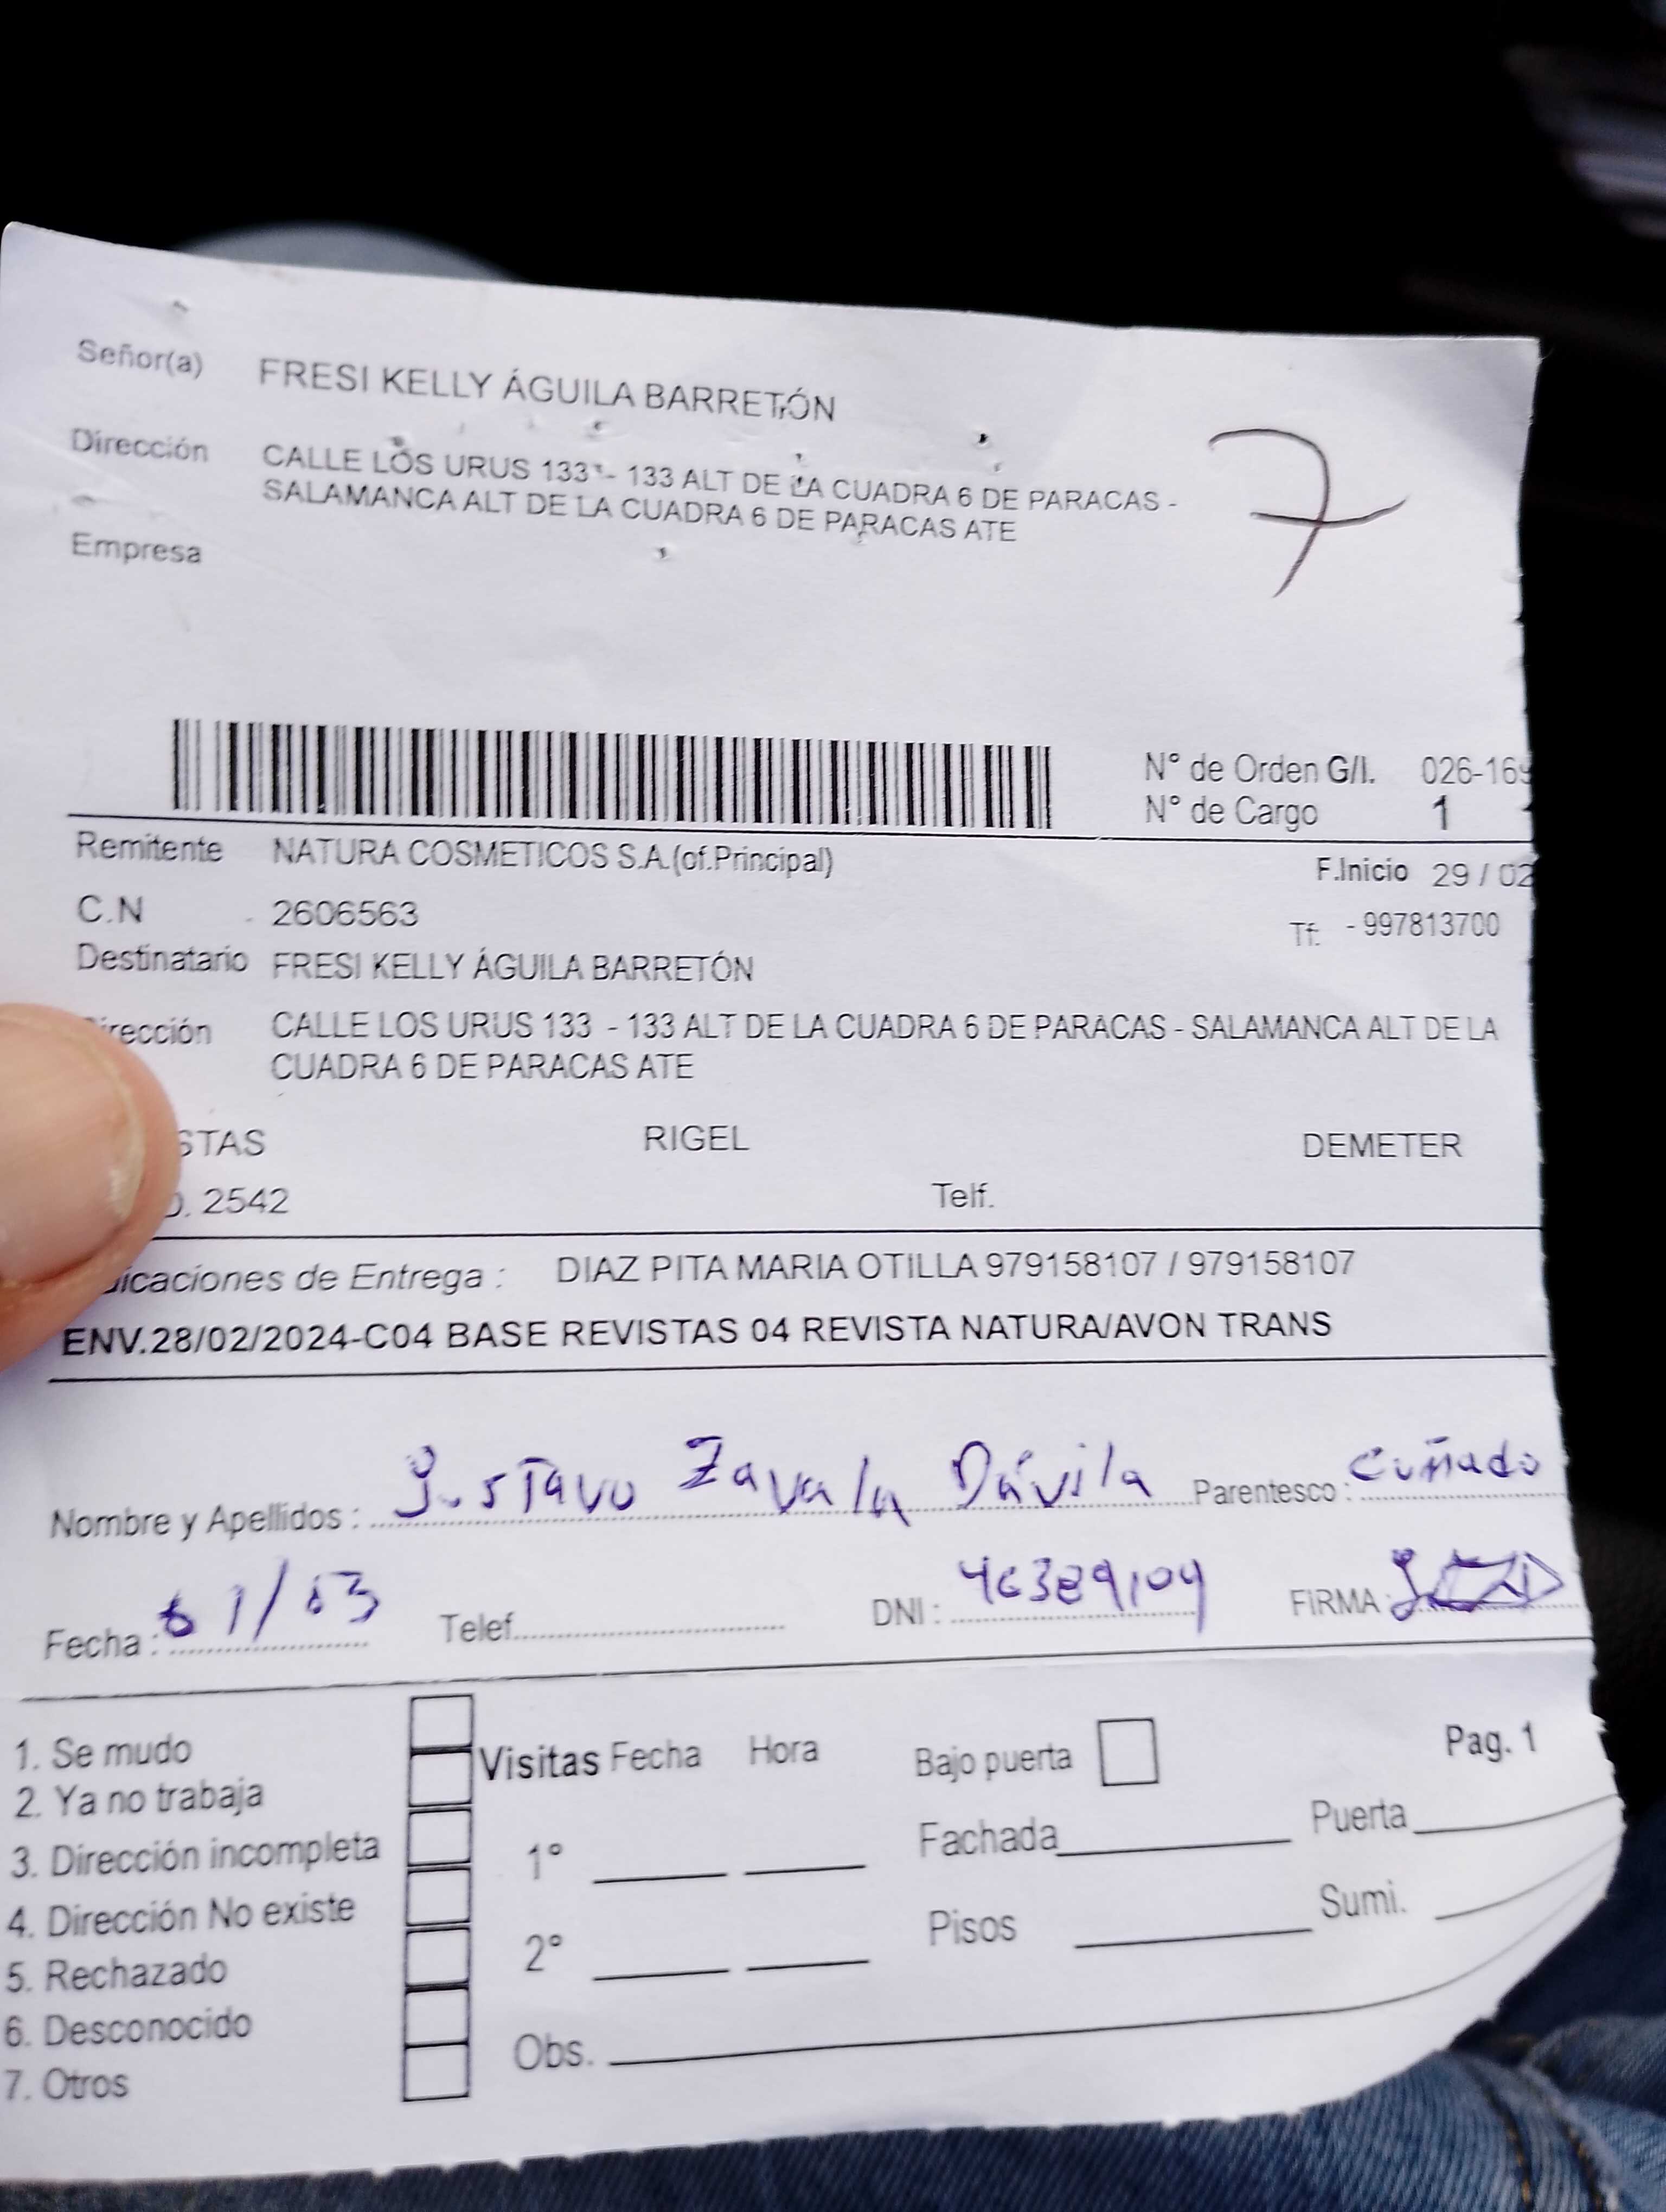 Señor(a) FRESI KELLY ÁGUILA BARRETÓN
7
Dirección CALLE LOS URUS 133 - 133 ALT DE LA CUADRA 6 DE PARACAS -
SALAMANCA ALT DE LA CUADRA 6 DE PARACAS ATE
Empresa
N° de Orden G/I. 026-169
N° de Cargo 1
Remitente NATURA COSMETICOS S.A.(of.Principal) F.Inicio 29 / 02
C.N 2606563 Tf: - 997813700
Destinatario FRESI KELLY ÁGUILA BARRETÓN
irección CALLE LOS URUS 133 - 133 ALT DE LA CUADRA 6 DE PARACAS - SALAMANCA ALT DE LA
CUADRA 6 DE PARACAS ATE
STAS RIGEL DEMETER
. 2542 Telf.
icaciones de Entrega : DIAZ PITA MARIA OTILLA 979158107 / 979158107
ENV.28/02/2024-C04 BASE REVISTAS 04 REVISTA NATURA/AVON TRANS
Nombre y Apellidos : Gustavo Zavala Dávila Parentesco : Cuñado
Fecha : 01/03 Telef. DNI : 46389104 FIRMA :
1. Se mudo
2. Ya no trabaja
3. Dirección incompleta
4. Dirección No existe
5. Rechazado
6. Desconocido
7. Otros
Visitas Fecha Hora
1°
2°
Obs.
Bajo puerta
Fachada
Pisos
Pag. 1
Puerta
Sumi.